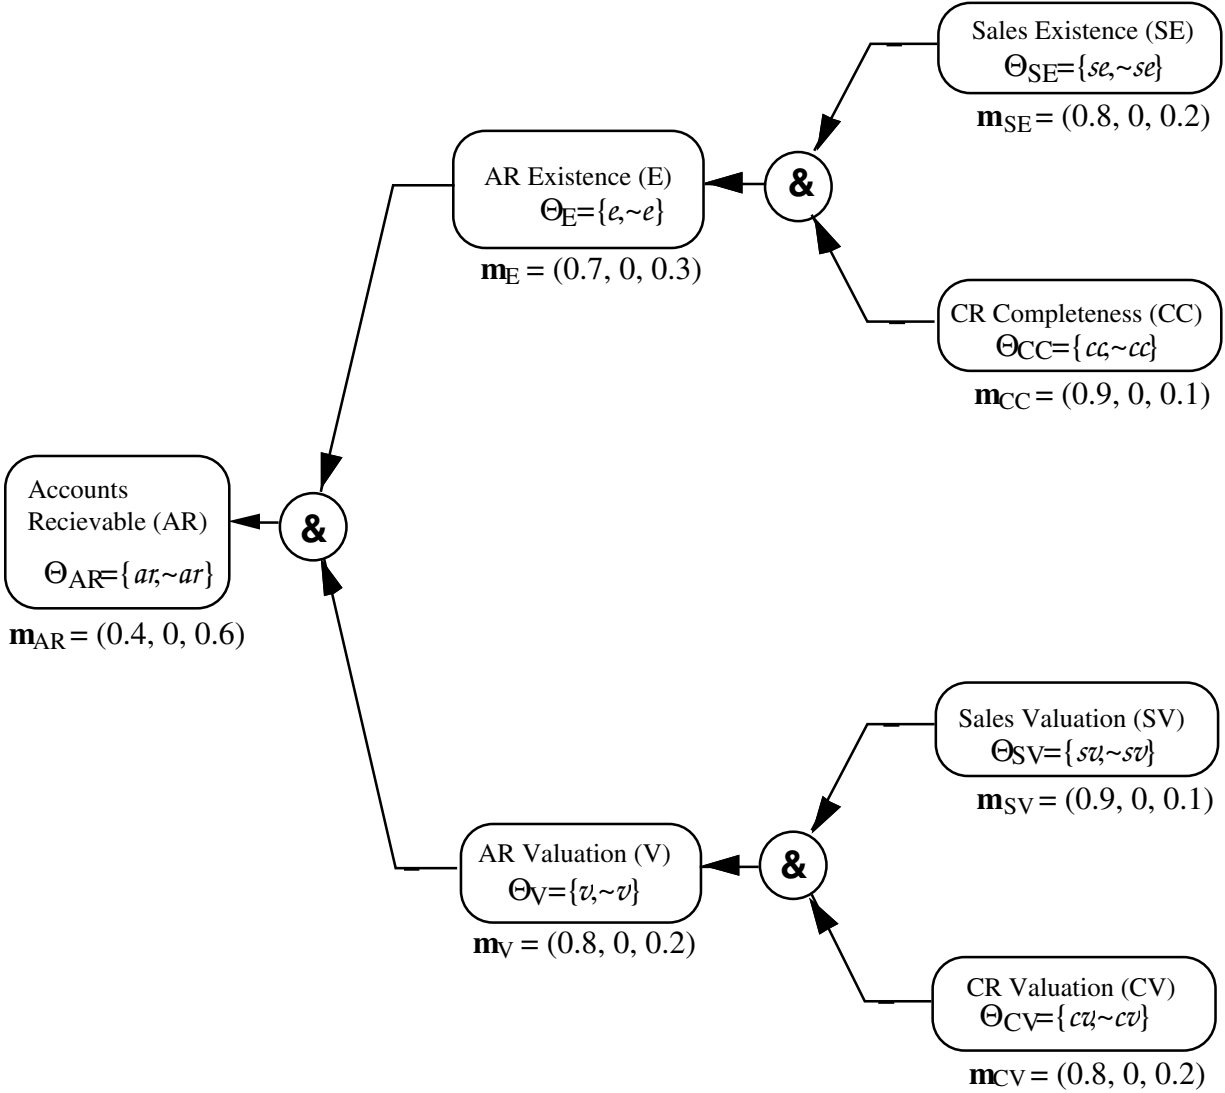 Sales Existence (SE)
Θ_SE={se,~se}
m_SE = (0.8, 0, 0.2)
&
AR Existence (E)
Θ_E={e,~e}
m_E = (0.7, 0, 0.3)
CR Completeness (CC)
Θ_CC={cc,~cc}
m_CC = (0.9, 0, 0.1)
Accounts
Recievable (AR)
Θ_AR={ar,~ar}
m_AR = (0.4, 0, 0.6)
&
Sales Valuation (SV)
Θ_SV={sv,~sv}
m_SV = (0.9, 0, 0.1)
AR Valuation (V)
Θ_V={v,~v}
m_V = (0.8, 0, 0.2)
&
CR Valuation (CV)
Θ_CV={cv,~cv}
m_CV = (0.8, 0, 0.2)